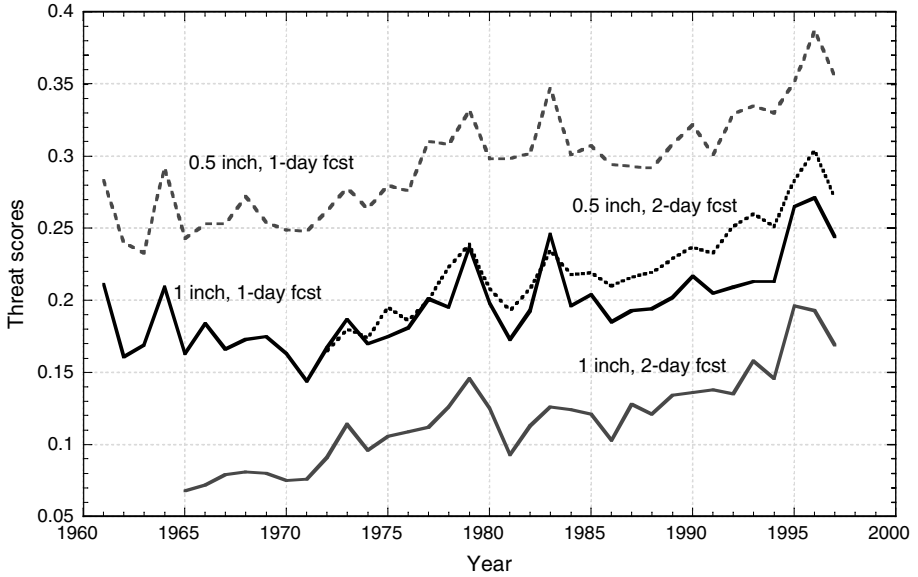 0.4
0.35
0.3
0.25
0.2
0.15
0.1
0.05
Threat scores
0.5 inch, 1-day fcst
0.5 inch, 2-day fcst
1 inch, 1-day fcst
1 inch, 2-day fcst
1960 1965 1970 1975 1980 1985 1990 1995 2000
Year